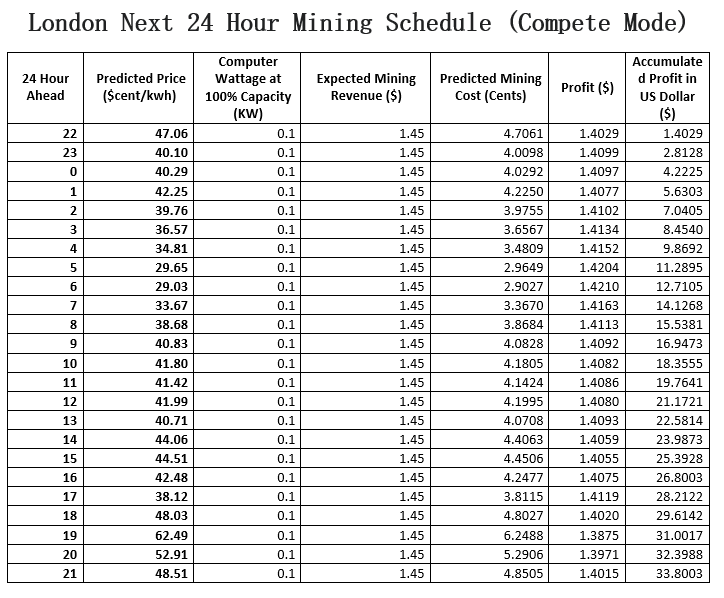 London Next 24 Hour Mining Schedule (Compete Mode)
24 Hour Ahead Predicted Price ($cent/kwh) Computer Wattage at 100% Capacity (KW) Expected Mining Revenue ($) Predicted Mining Cost (Cents) Profit ($) Accumulate d Profit in US Dollar ($)
22 47.06 0.1 1.45 4.7061 1.4029 1.4029
23 40.10 0.1 1.45 4.0098 1.4099 2.8128
0 40.29 0.1 1.45 4.0292 1.4097 4.2225
1 42.25 0.1 1.45 4.2250 1.4077 5.6303
2 39.76 0.1 1.45 3.9755 1.4102 7.0405
3 36.57 0.1 1.45 3.6567 1.4134 8.4540
4 34.81 0.1 1.45 3.4809 1.4152 9.8692
5 29.65 0.1 1.45 2.9649 1.4204 11.2895
6 29.03 0.1 1.45 2.9027 1.4210 12.7105
7 33.67 0.1 1.45 3.3670 1.4163 14.1268
8 38.68 0.1 1.45 3.8684 1.4113 15.5381
9 40.83 0.1 1.45 4.0828 1.4092 16.9473
10 41.80 0.1 1.45 4.1805 1.4082 18.3555
11 41.42 0.1 1.45 4.1424 1.4086 19.7641
12 41.99 0.1 1.45 4.1995 1.4080 21.1721
13 40.71 0.1 1.45 4.0708 1.4093 22.5814
14 44.06 0.1 1.45 4.4063 1.4059 23.9873
15 44.51 0.1 1.45 4.4506 1.4055 25.3928
16 42.48 0.1 1.45 4.2477 1.4075 26.8003
17 38.12 0.1 1.45 3.8115 1.4119 28.2122
18 48.03 0.1 1.45 4.8027 1.4020 29.6142
19 62.49 0.1 1.45 6.2488 1.3875 31.0017
20 52.91 0.1 1.45 5.2906 1.3971 32.3988
21 48.51 0.1 1.45 4.8505 1.4015 33.8003